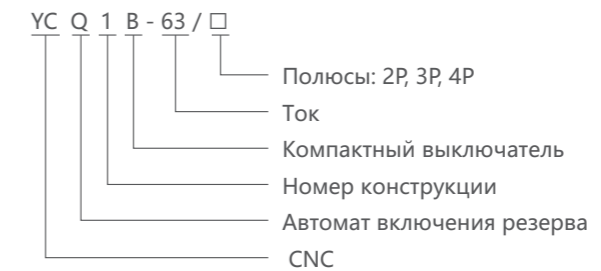 YC Q 1 B - 63 / □
Полюсы: 2P, 3P, 4P
Ток
Компактный выключатель
Номер конструкции
Автомат включения резерва
CNC